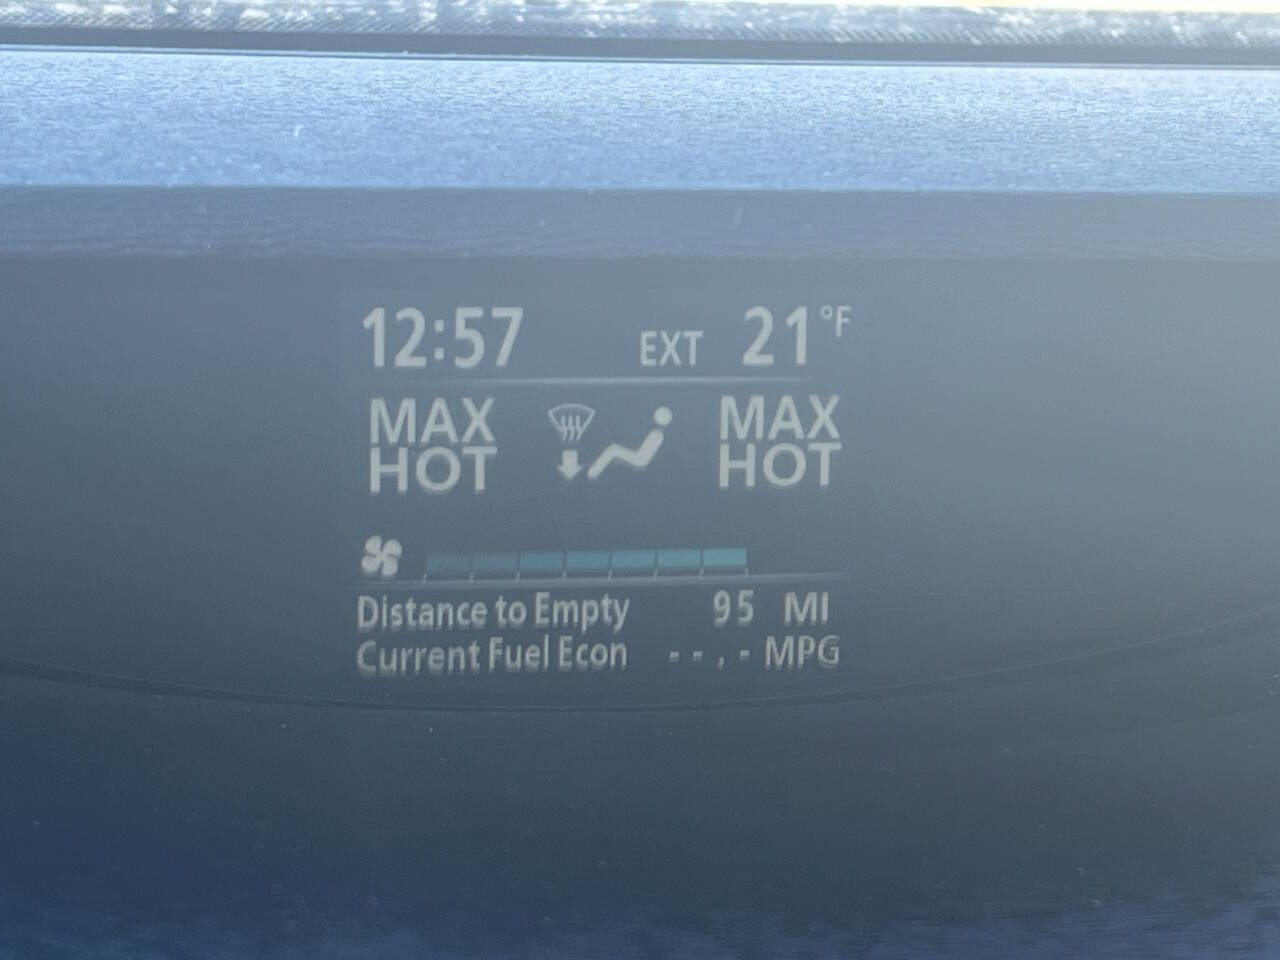 12:57 EXT 21°F
MAX MAX
HOT HOT
Distance to Empty 95 MI
Current Fuel Econ --.- MPG